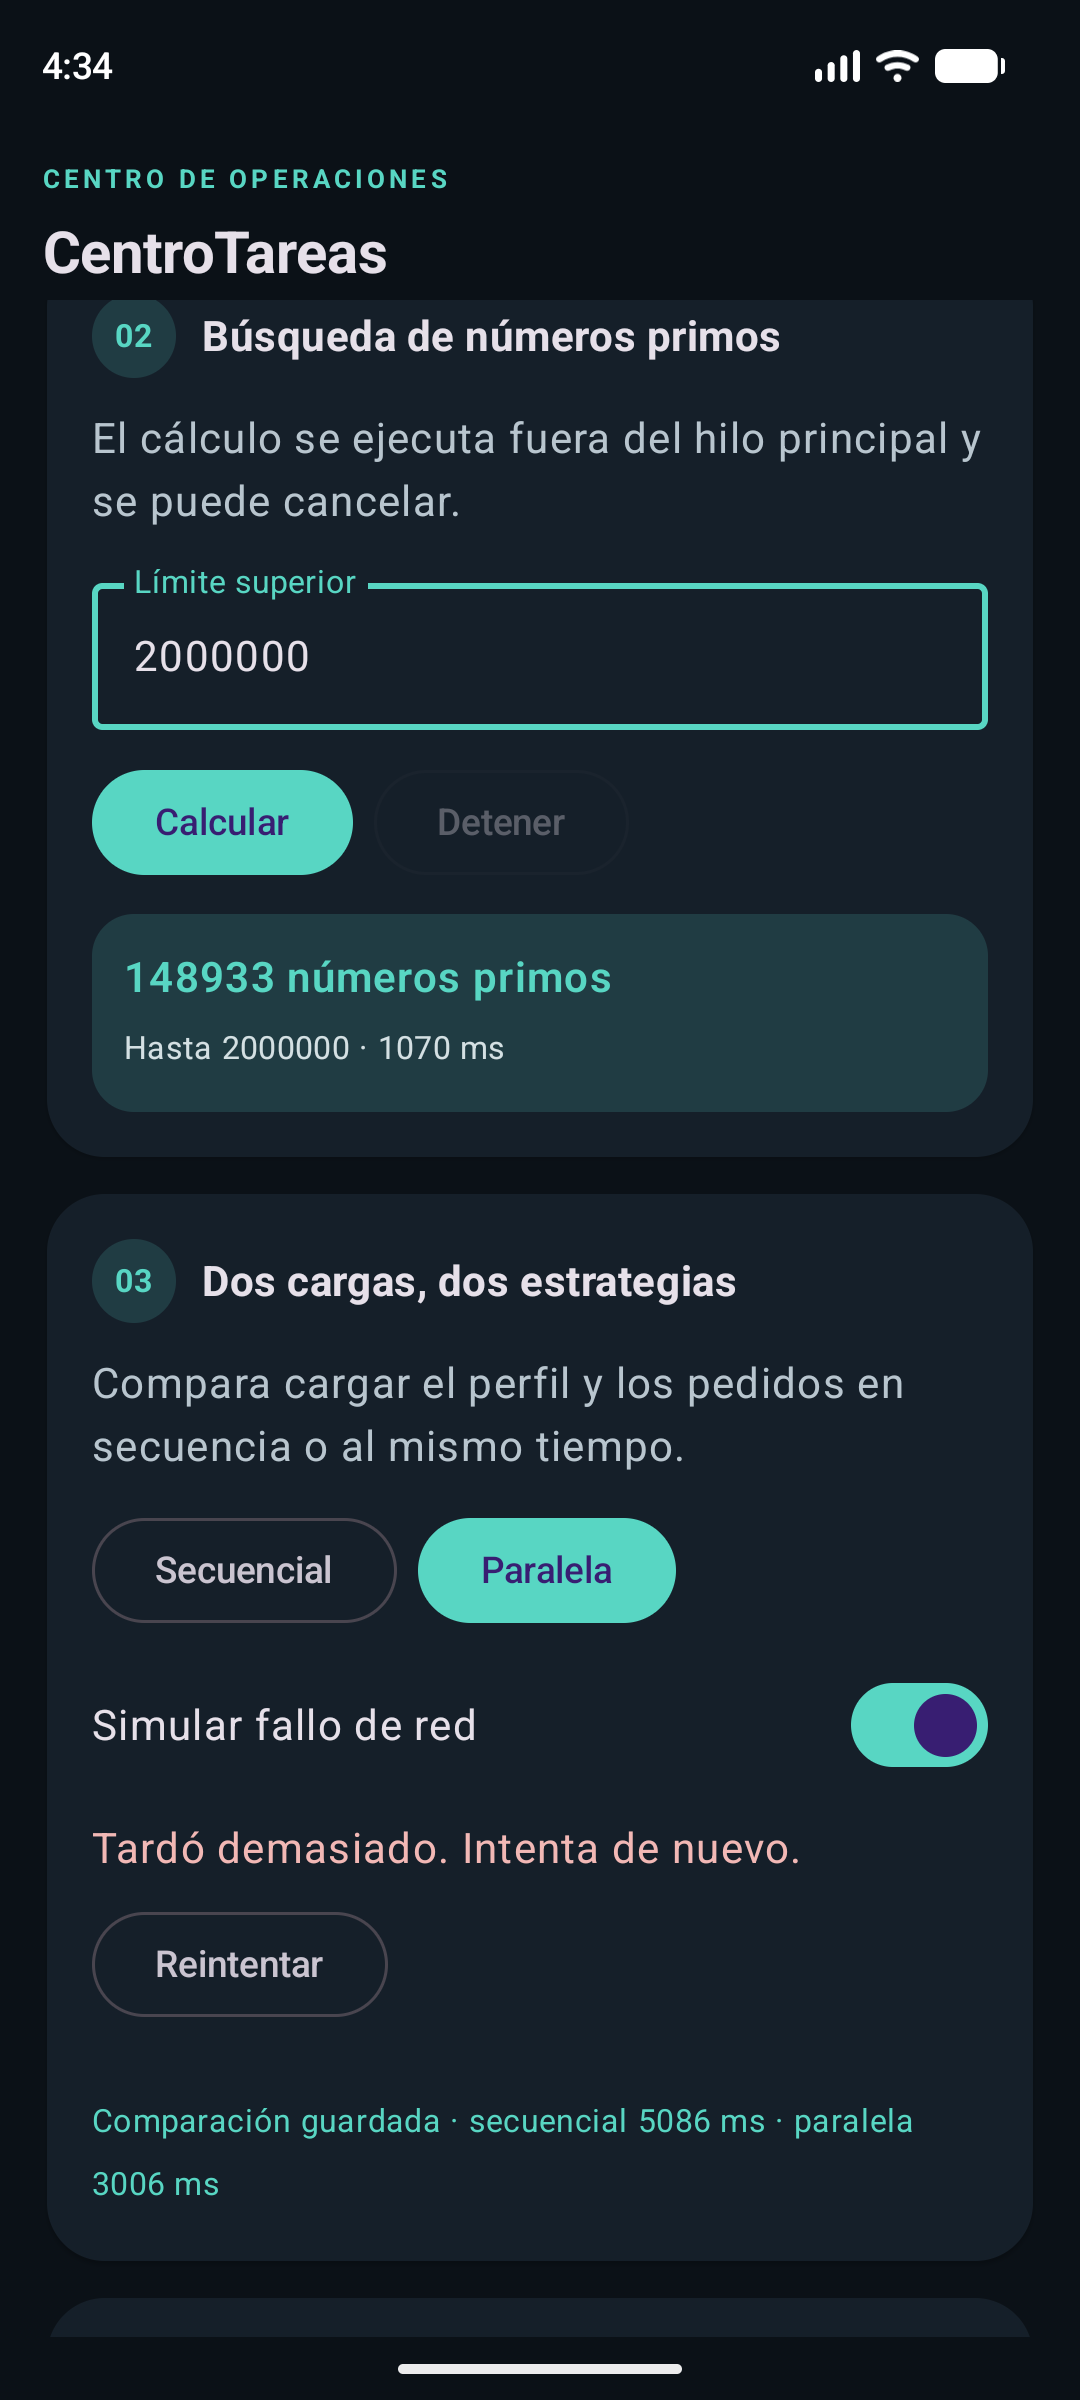 4:34
CENTRO DE OPERACIONES
CentroTareas
02 Búsqueda de números primos
El cálculo se ejecuta fuera del hilo principal y
se puede cancelar.
Límite superior
2000000
Calcular Detener
148933 números primos
Hasta 2000000 · 1070 ms
03 Dos cargas, dos estrategias
Compara cargar el perfil y los pedidos en
secuencia o al mismo tiempo.
Secuencial Paralela
Simular fallo de red
Tardó demasiado. Intenta de nuevo.
Reintentar
Comparación guardada · secuencial 5086 ms · paralela
3006 ms